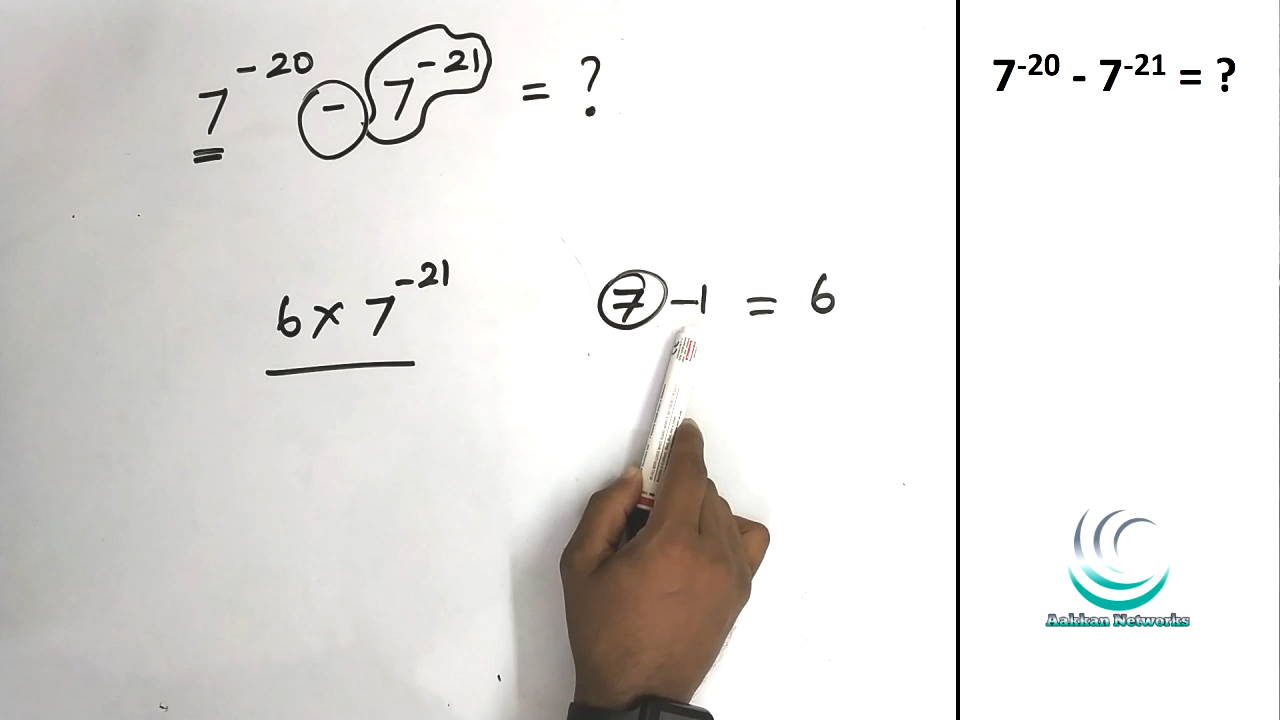 7⁻²⁰ - 7⁻²¹ = ?
7⁻²⁰ - 7⁻²¹ = ?
6 × 7⁻²¹
7 - 1 = 6
Aakkan Networks